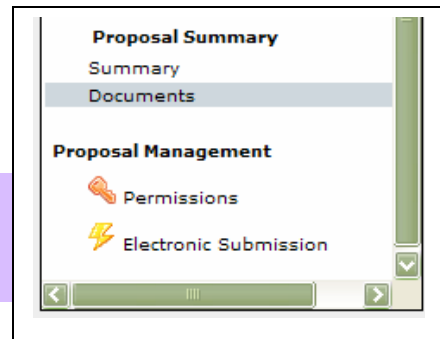 Proposal Summary
Summary
Documents
Proposal Management
Permissions
Electronic Submission